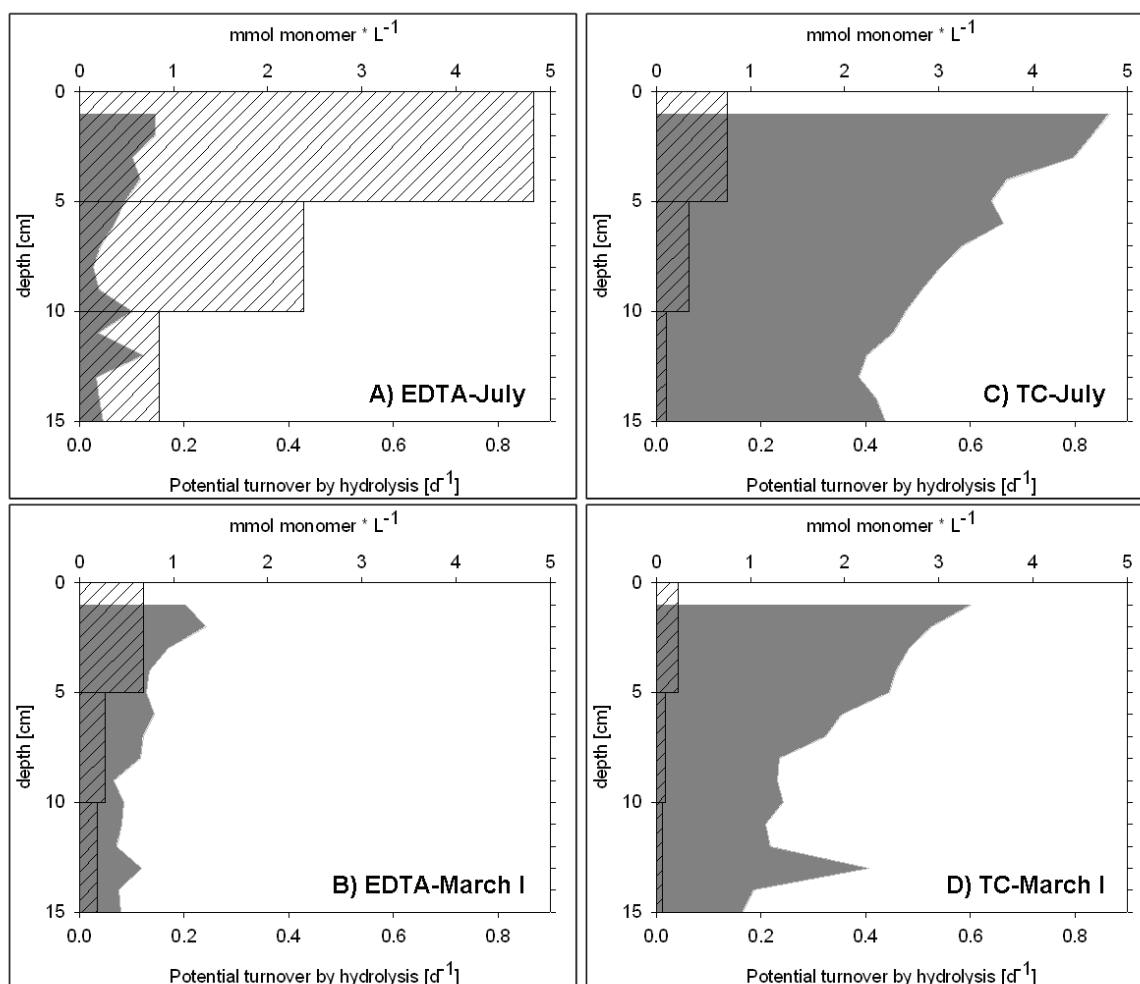 mmol monomer * L⁻¹
0 1 2 3 4 5
0
5
10
15
depth [cm]
A) EDTA-July
0.0 0.2 0.4 0.6 0.8
Potential turnover by hydrolysis [d⁻¹]
mmol monomer * L⁻¹
0 1 2 3 4 5
0
5
10
15
depth [cm]
C) TC-July
0.0 0.2 0.4 0.6 0.8
Potential turnover by hydrolysis [d⁻¹]
mmol monomer * L⁻¹
0 1 2 3 4 5
0
5
10
15
depth [cm]
B) EDTA-March I
0.0 0.2 0.4 0.6 0.8
Potential turnover by hydrolysis [d⁻¹]
mmol monomer * L⁻¹
0 1 2 3 4 5
0
5
10
15
depth [cm]
D) TC-March I
0.0 0.2 0.4 0.6 0.8
Potential turnover by hydrolysis [d⁻¹]